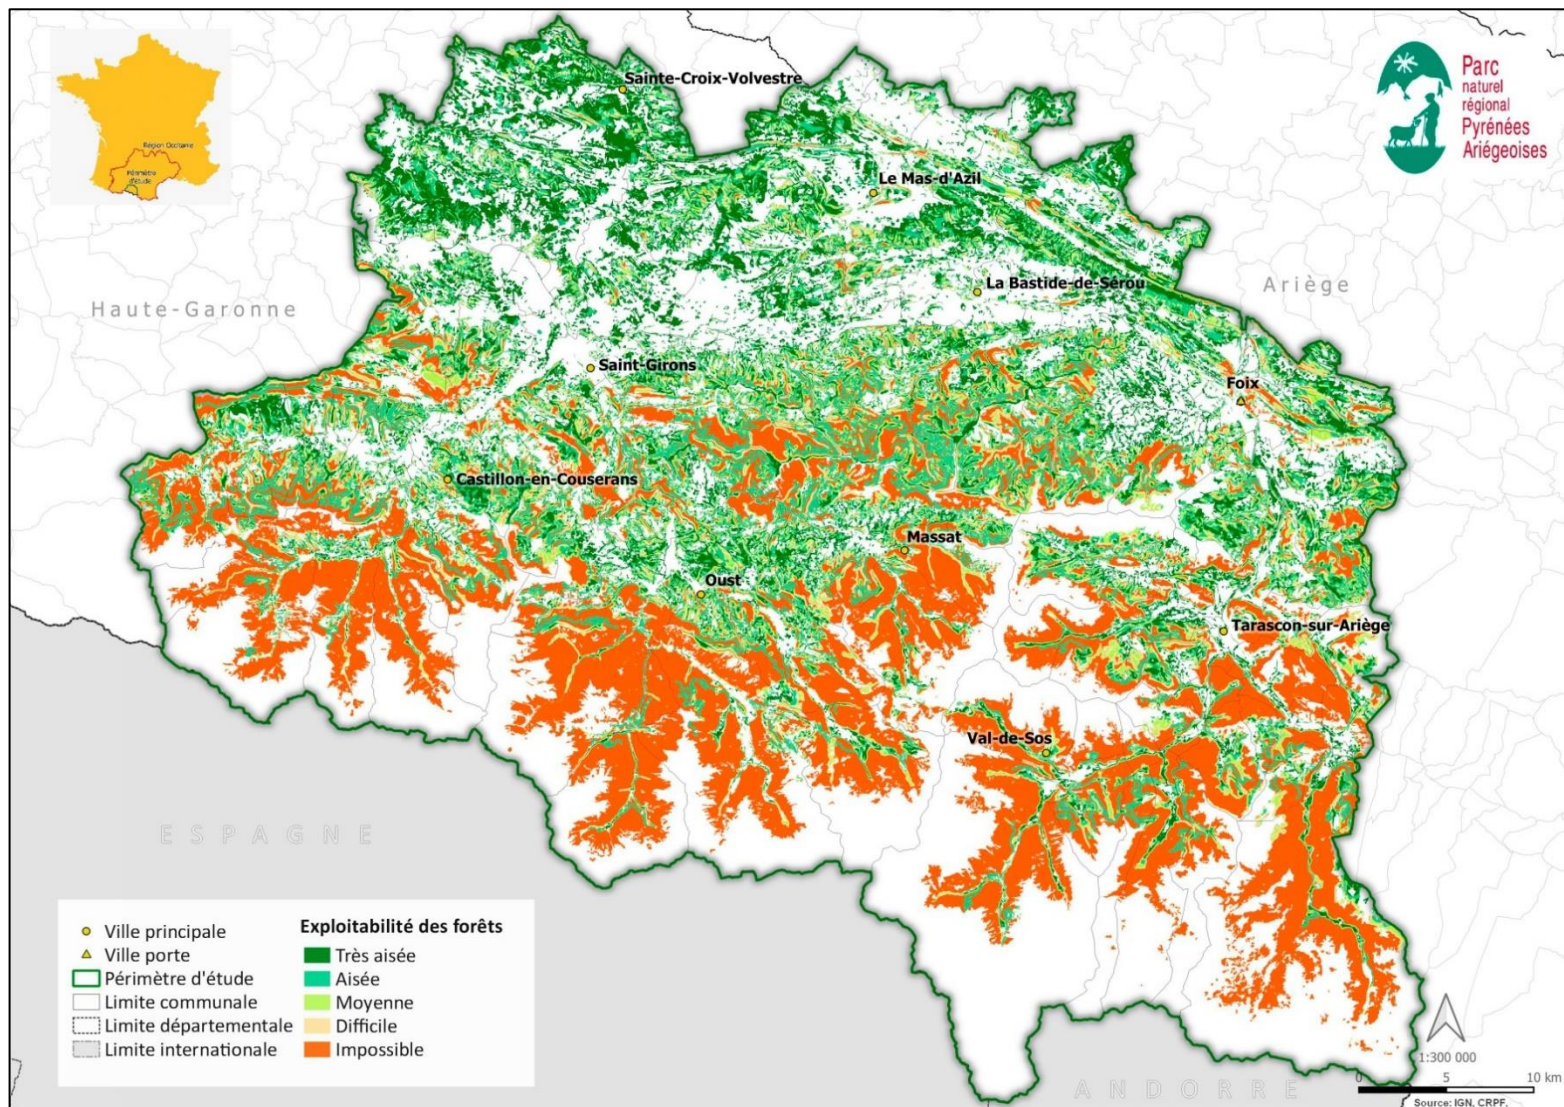 Région Occitanie
Périmètre
d'étude
Parc
naturel
régional
Pyrénées
Ariégeoises
Sainte-Croix-Volvestre
Le Mas-d'Azil
La Bastide-de-Sérou
Ariège
Haute-Garonne
Saint-Girons
Foix
Castillon-en-Couserans
Massat
Oust
Tarascon-sur-Ariège
Val-de-Sos
ESPAGNE
ANDORRE
Ville principale
Ville porte
Périmètre d'étude
Limite communale
Limite départementale
Limite internationale
Exploitabilité des forêts
Très aisée
Aisée
Moyenne
Difficile
Impossible
1:300 000
0 5 10 km
Source: IGN, CRPF.